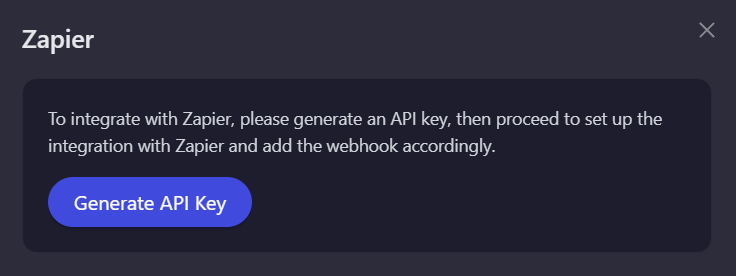 Zapier
To integrate with Zapier, please generate an API key, then proceed to set up the
integration with Zapier and add the webhook accordingly.
Generate API Key